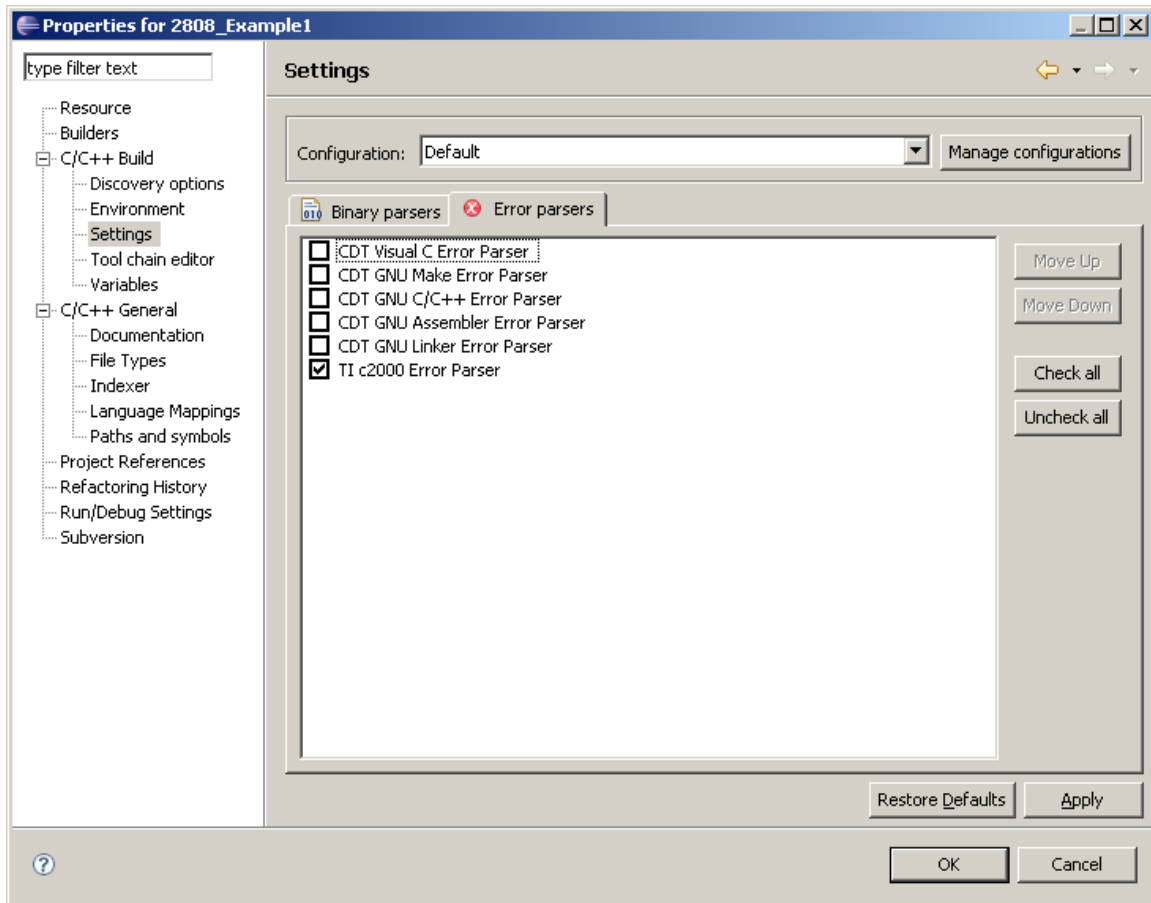 Properties for 2808_Example1
type filter text
Resource
Builders
C/C++ Build
Discovery options
Environment
Settings
Tool chain editor
Variables
C/C++ General
Documentation
File Types
Indexer
Language Mappings
Paths and symbols
Project References
Refactoring History
Run/Debug Settings
Subversion
Settings
Configuration: Default Manage configurations
010 Binary parsers Error parsers
CDT Visual C Error Parser
CDT GNU Make Error Parser
CDT GNU C/C++ Error Parser
CDT GNU Assembler Error Parser
CDT GNU Linker Error Parser
TI c2000 Error Parser
Move Up
Move Down
Check all
Uncheck all
Restore Defaults Apply
? OK Cancel